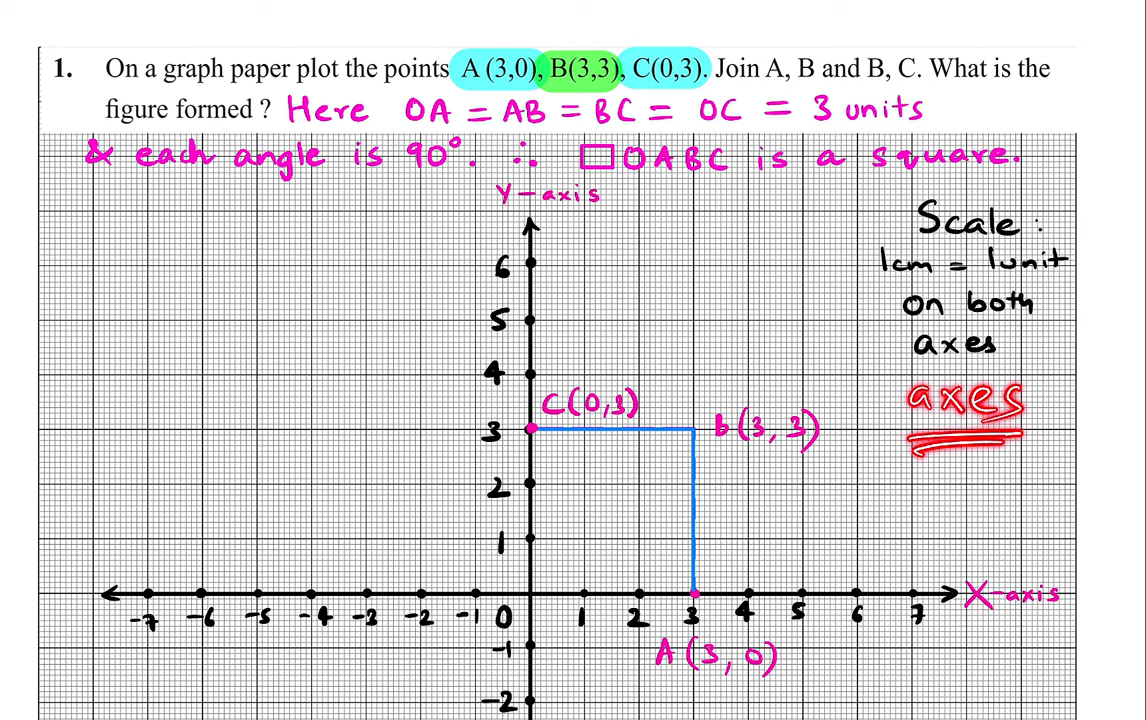 1. On a graph paper plot the points A (3,0), B(3,3), C(0,3). Join A, B and B, C. What is the
figure formed ? Here OA = AB = BC = OC = 3 units
& each angle is 90°. ∴ □OABC is a square.
Y-axis
Scale :
1cm = 1unit
on both
axes
axes
6
5
4
C(0,3)
3
b(3,3)
2
1
X-axis
-7 -6 -5 -4 -3 -2 -1 0 1 2 3 4 5 6 7
-1
A(3,0)
-2